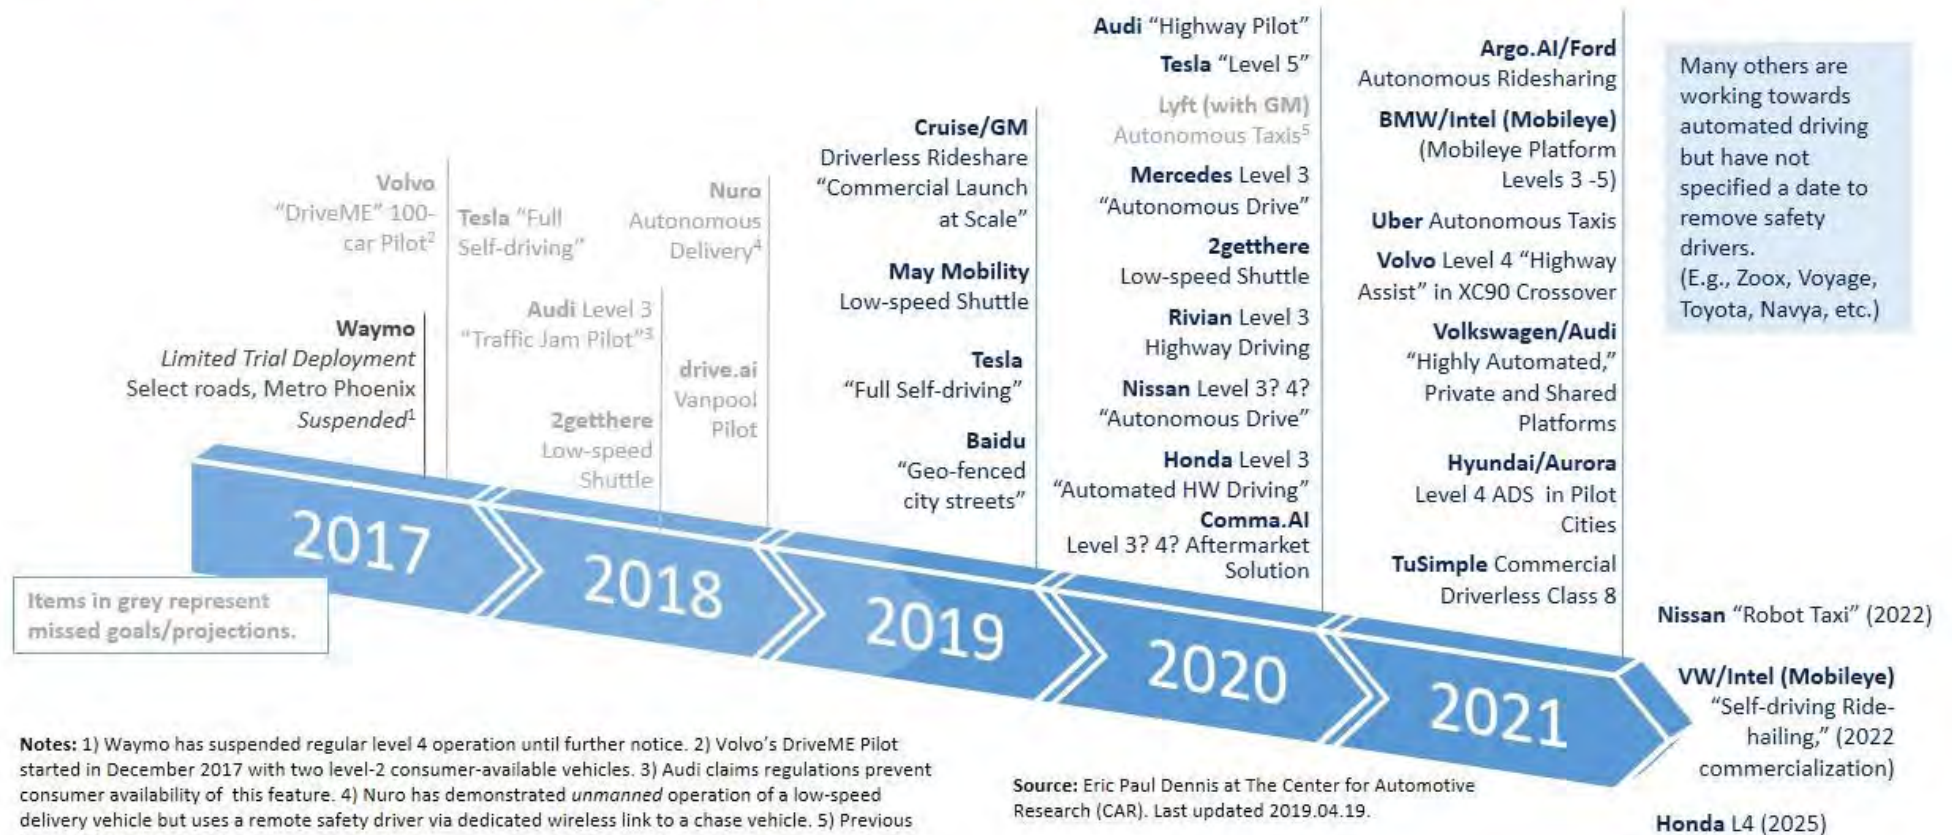 Volvo
“DriveME” 100-
car Pilot2
Waymo
Limited Trial Deployment
Select roads, Metro Phoenix
Suspended1
Tesla “Full
Self-driving”
Audi Level 3
“Traffic Jam Pilot”3
2getthere
Low-speed
Shuttle
Nuro
Autonomous
Delivery4
drive.ai
Vanpool
Pilot
Cruise/GM
Driverless Rideshare
“Commercial Launch
at Scale”
May Mobility
Low-speed Shuttle
Tesla
“Full Self-driving”
Baidu
“Geo-fenced
city streets”
Audi “Highway Pilot”
Tesla “Level 5”
Lyft (with GM)
Autonomous Taxis5
Mercedes Level 3
“Autonomous Drive”
2getthere
Low-speed Shuttle
Rivian Level 3
Highway Driving
Nissan Level 3? 4?
“Autonomous Drive”
Honda Level 3
“Automated HW Driving”
Comma.AI
Level 3? 4? Aftermarket
Solution
Argo.AI/Ford
Autonomous Ridesharing
BMW/Intel (Mobileye)
(Mobileye Platform
Levels 3 -5)
Uber Autonomous Taxis
Volvo Level 4 “Highway
Assist” in XC90 Crossover
Volkswagen/Audi
“Highly Automated,”
Private and Shared
Platforms
Hyundai/Aurora
Level 4 ADS in Pilot
Cities
TuSimple Commercial
Driverless Class 8
Many others are
working towards
automated driving
but have not
specified a date to
remove safety
drivers.
(E.g., Zoox, Voyage,
Toyota, Navya, etc.)
Nissan “Robot Taxi” (2022)
VW/Intel (Mobileye)
“Self-driving Ride-
hailing,” (2022
commercialization)
Honda L4 (2025)
2017
2018
2019
2020
2021
Items in grey represent
missed goals/projections.
Notes: 1) Waymo has suspended regular level 4 operation until further notice. 2) Volvo’s DriveME Pilot
started in December 2017 with two level-2 consumer-available vehicles. 3) Audi claims regulations prevent
consumer availability of this feature. 4) Nuro has demonstrated unmanned operation of a low-speed
delivery vehicle but uses a remote safety driver via dedicated wireless link to a chase vehicle. 5) Previous
Source: Eric Paul Dennis at The Center for Automotive
Research (CAR). Last updated 2019.04.19.